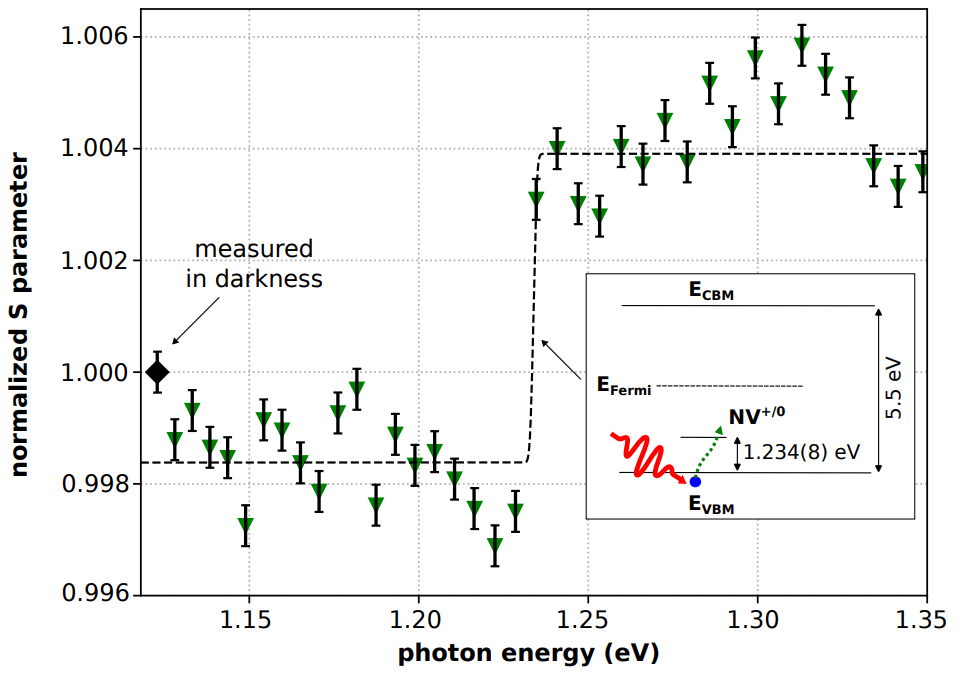 1.006
1.004
1.002
1.000
0.998
0.996
normalized S parameter
measured
in darkness
E_CBM
E_Fermi
NV^+/0
5.5 eV
1.234(8) eV
E_VBM
1.15
1.20
1.25
1.30
1.35
photon energy (eV)